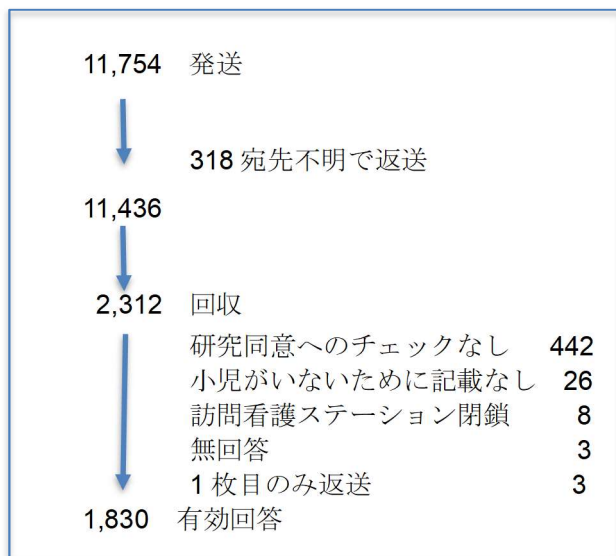 11,754 発送
318 宛先不明で返送
11,436
2,312 回収
研究同意へのチェックなし 442
小児がいないために記載なし 26
訪問看護ステーション閉鎖 8
無回答 3
1 枚目のみ返送 3
1,830 有効回答